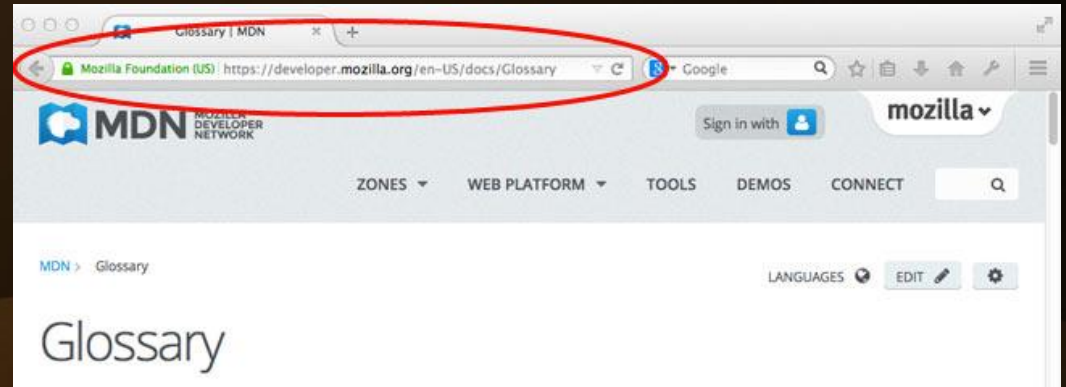 Glossary | MDN
Mozilla Foundation (US) https://developer.mozilla.org/en-US/docs/Glossary Google
MDN MOZILLA DEVELOPER NETWORK Sign in with mozilla
ZONES WEB PLATFORM TOOLS DEMOS CONNECT
MDN > Glossary LANGUAGES EDIT
Glossary